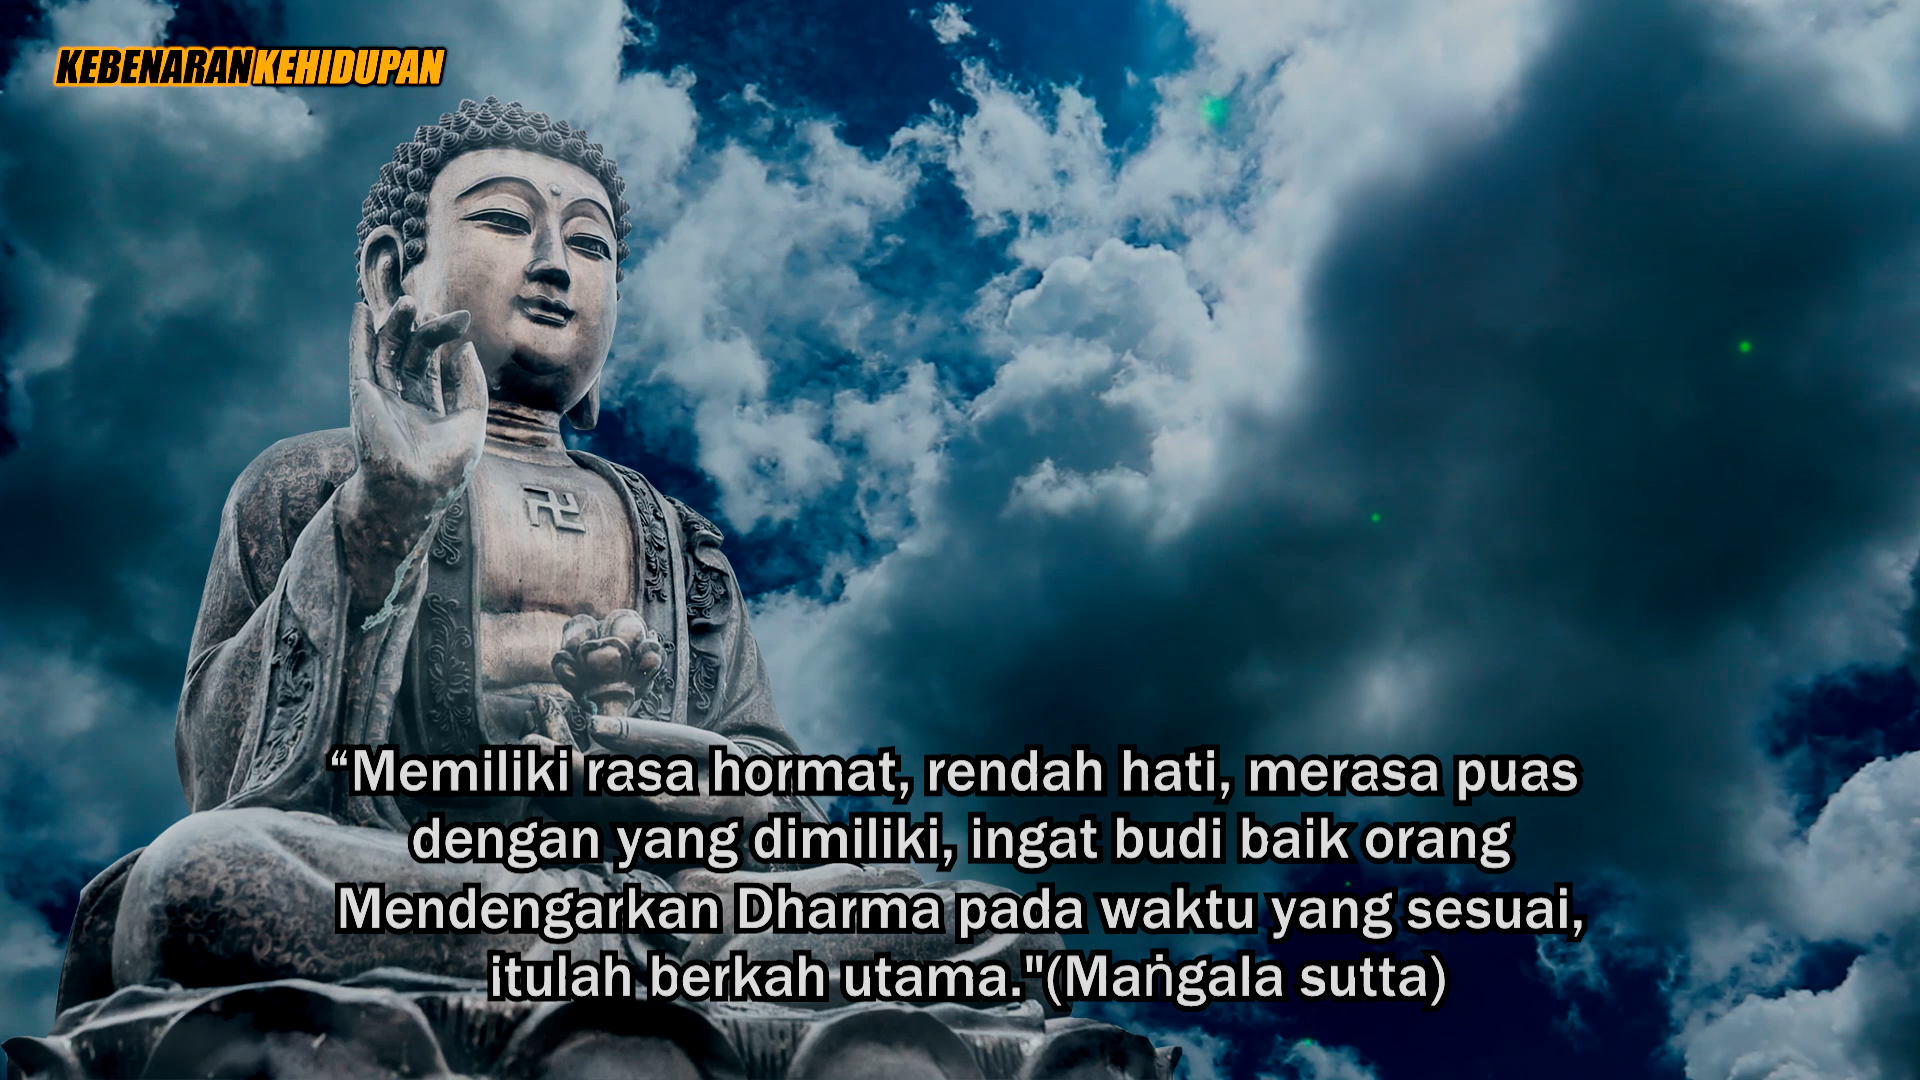 KEBENARANKEHIDUPAN
“Memiliki rasa hormat, rendah hati, merasa puas
dengan yang dimiliki, ingat budi baik orang
Mendengarkan Dharma pada waktu yang sesuai,
itulah berkah utama."(Maṅgala sutta)